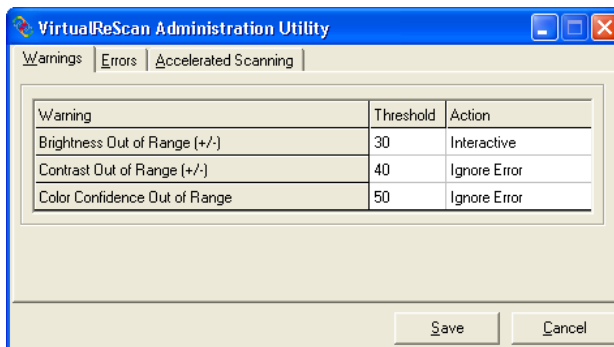 VirtualReScan Administration Utility
Warnings Errors Accelerated Scanning
Warning Threshold Action
Brightness Out of Range (+/-) 30 Interactive
Contrast Out of Range (+/-) 40 Ignore Error
Color Confidence Out of Range 50 Ignore Error
Save Cancel